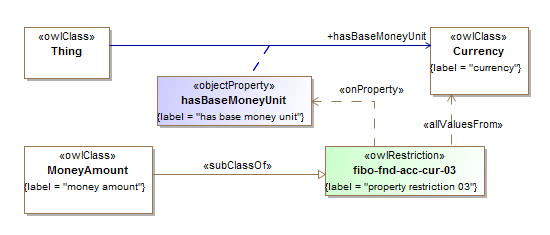 «owlClass»
Thing
+hasBaseMoneyUnit
«owlClass»
Currency
{label = "currency"}
«objectProperty»
hasBaseMoneyUnit
{label = "has base money unit"}
«onProperty»
«allValuesFrom»
«owlClass»
MoneyAmount
{label = "money amount"}
«subClassOf»
«owlRestriction»
fibo-fnd-acc-cur-03
{label = "property restriction 03"}